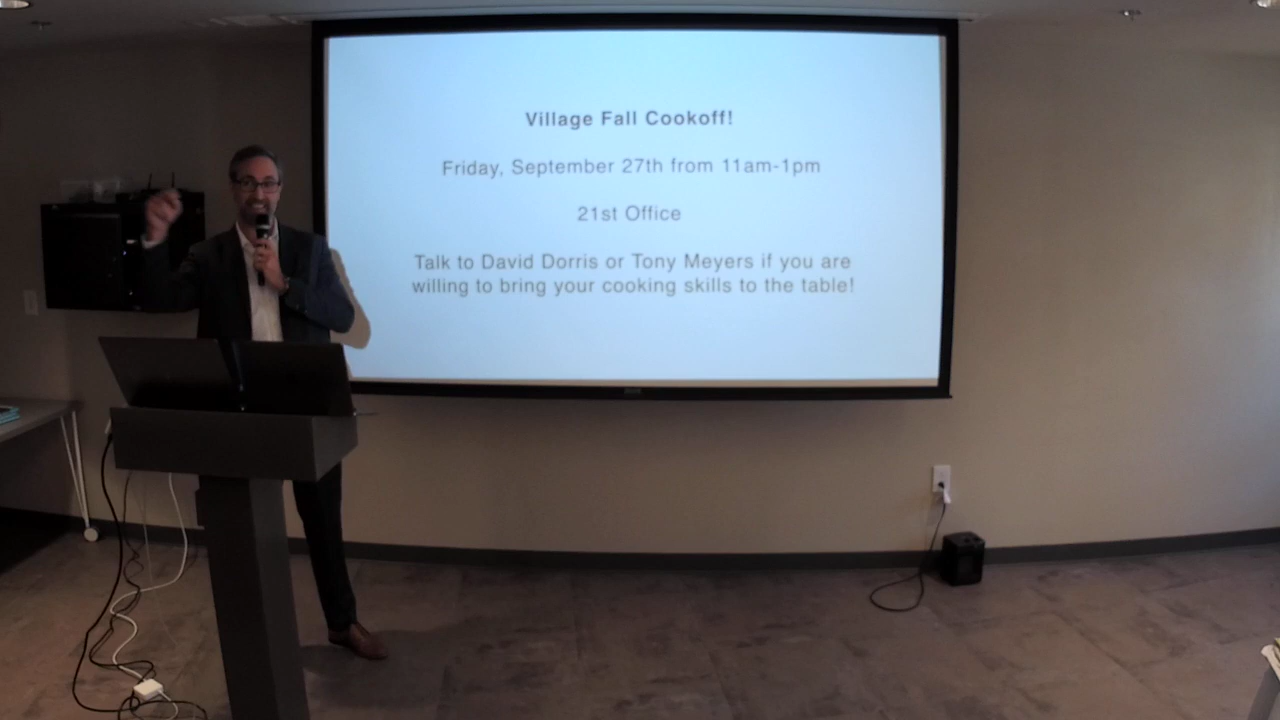 Village Fall Cookoff!
Friday, September 27th from 11am-1pm
21st Office
Talk to David Dorris or Tony Meyers if you are
willing to bring your cooking skills to the table!